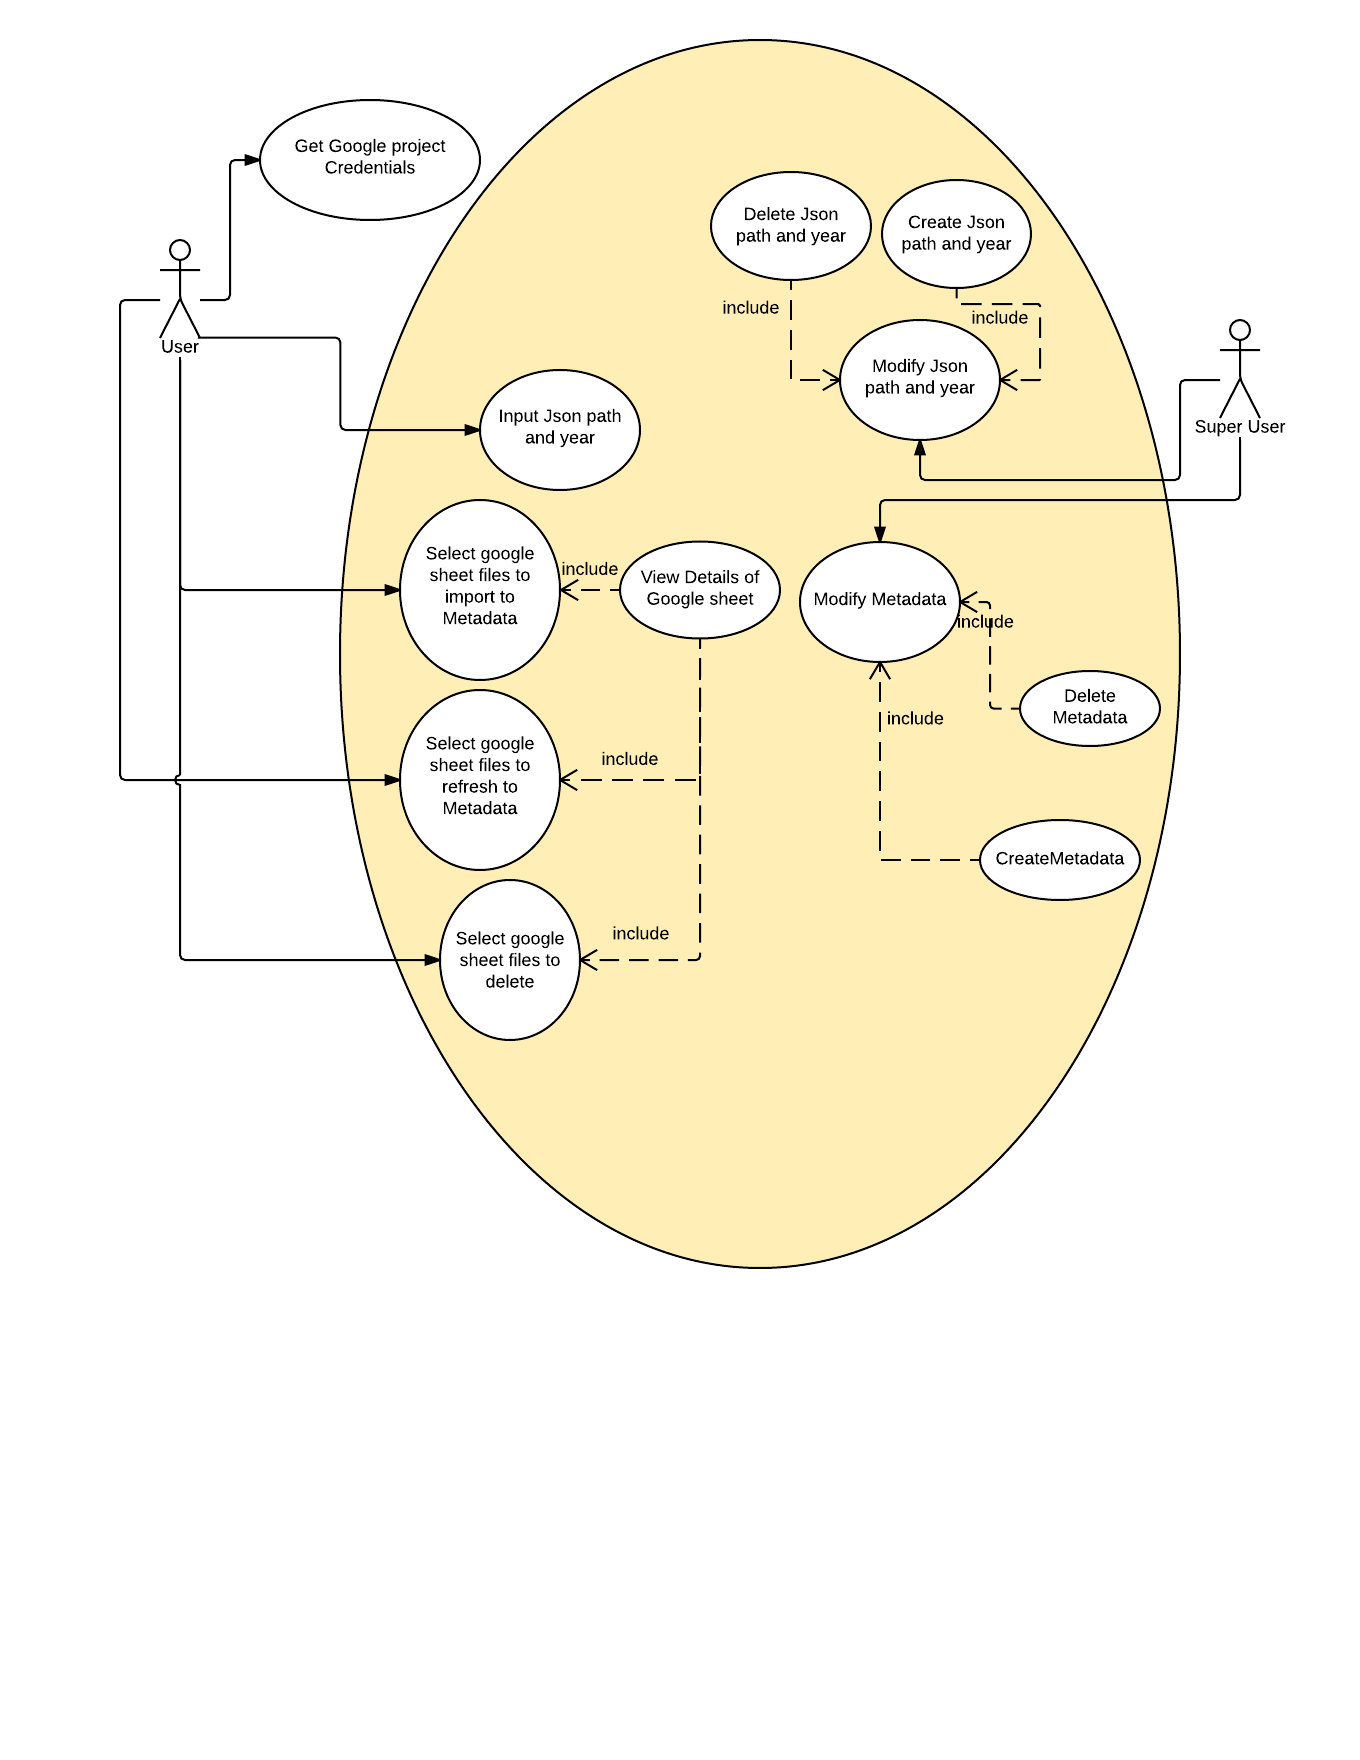 Get Google project
Credentials
User
Delete Json
path and year
Create Json
path and year
include
include
Modify Json
path and year
Super User
Input Json path
and year
Select google
sheet files to
import to
Metadata
include
View Details of
Google sheet
Modify Metadata
include
Delete
Metadata
include
Select google
sheet files to
refresh to
Metadata
include
CreateMetadata
Select google
sheet files to
delete
include